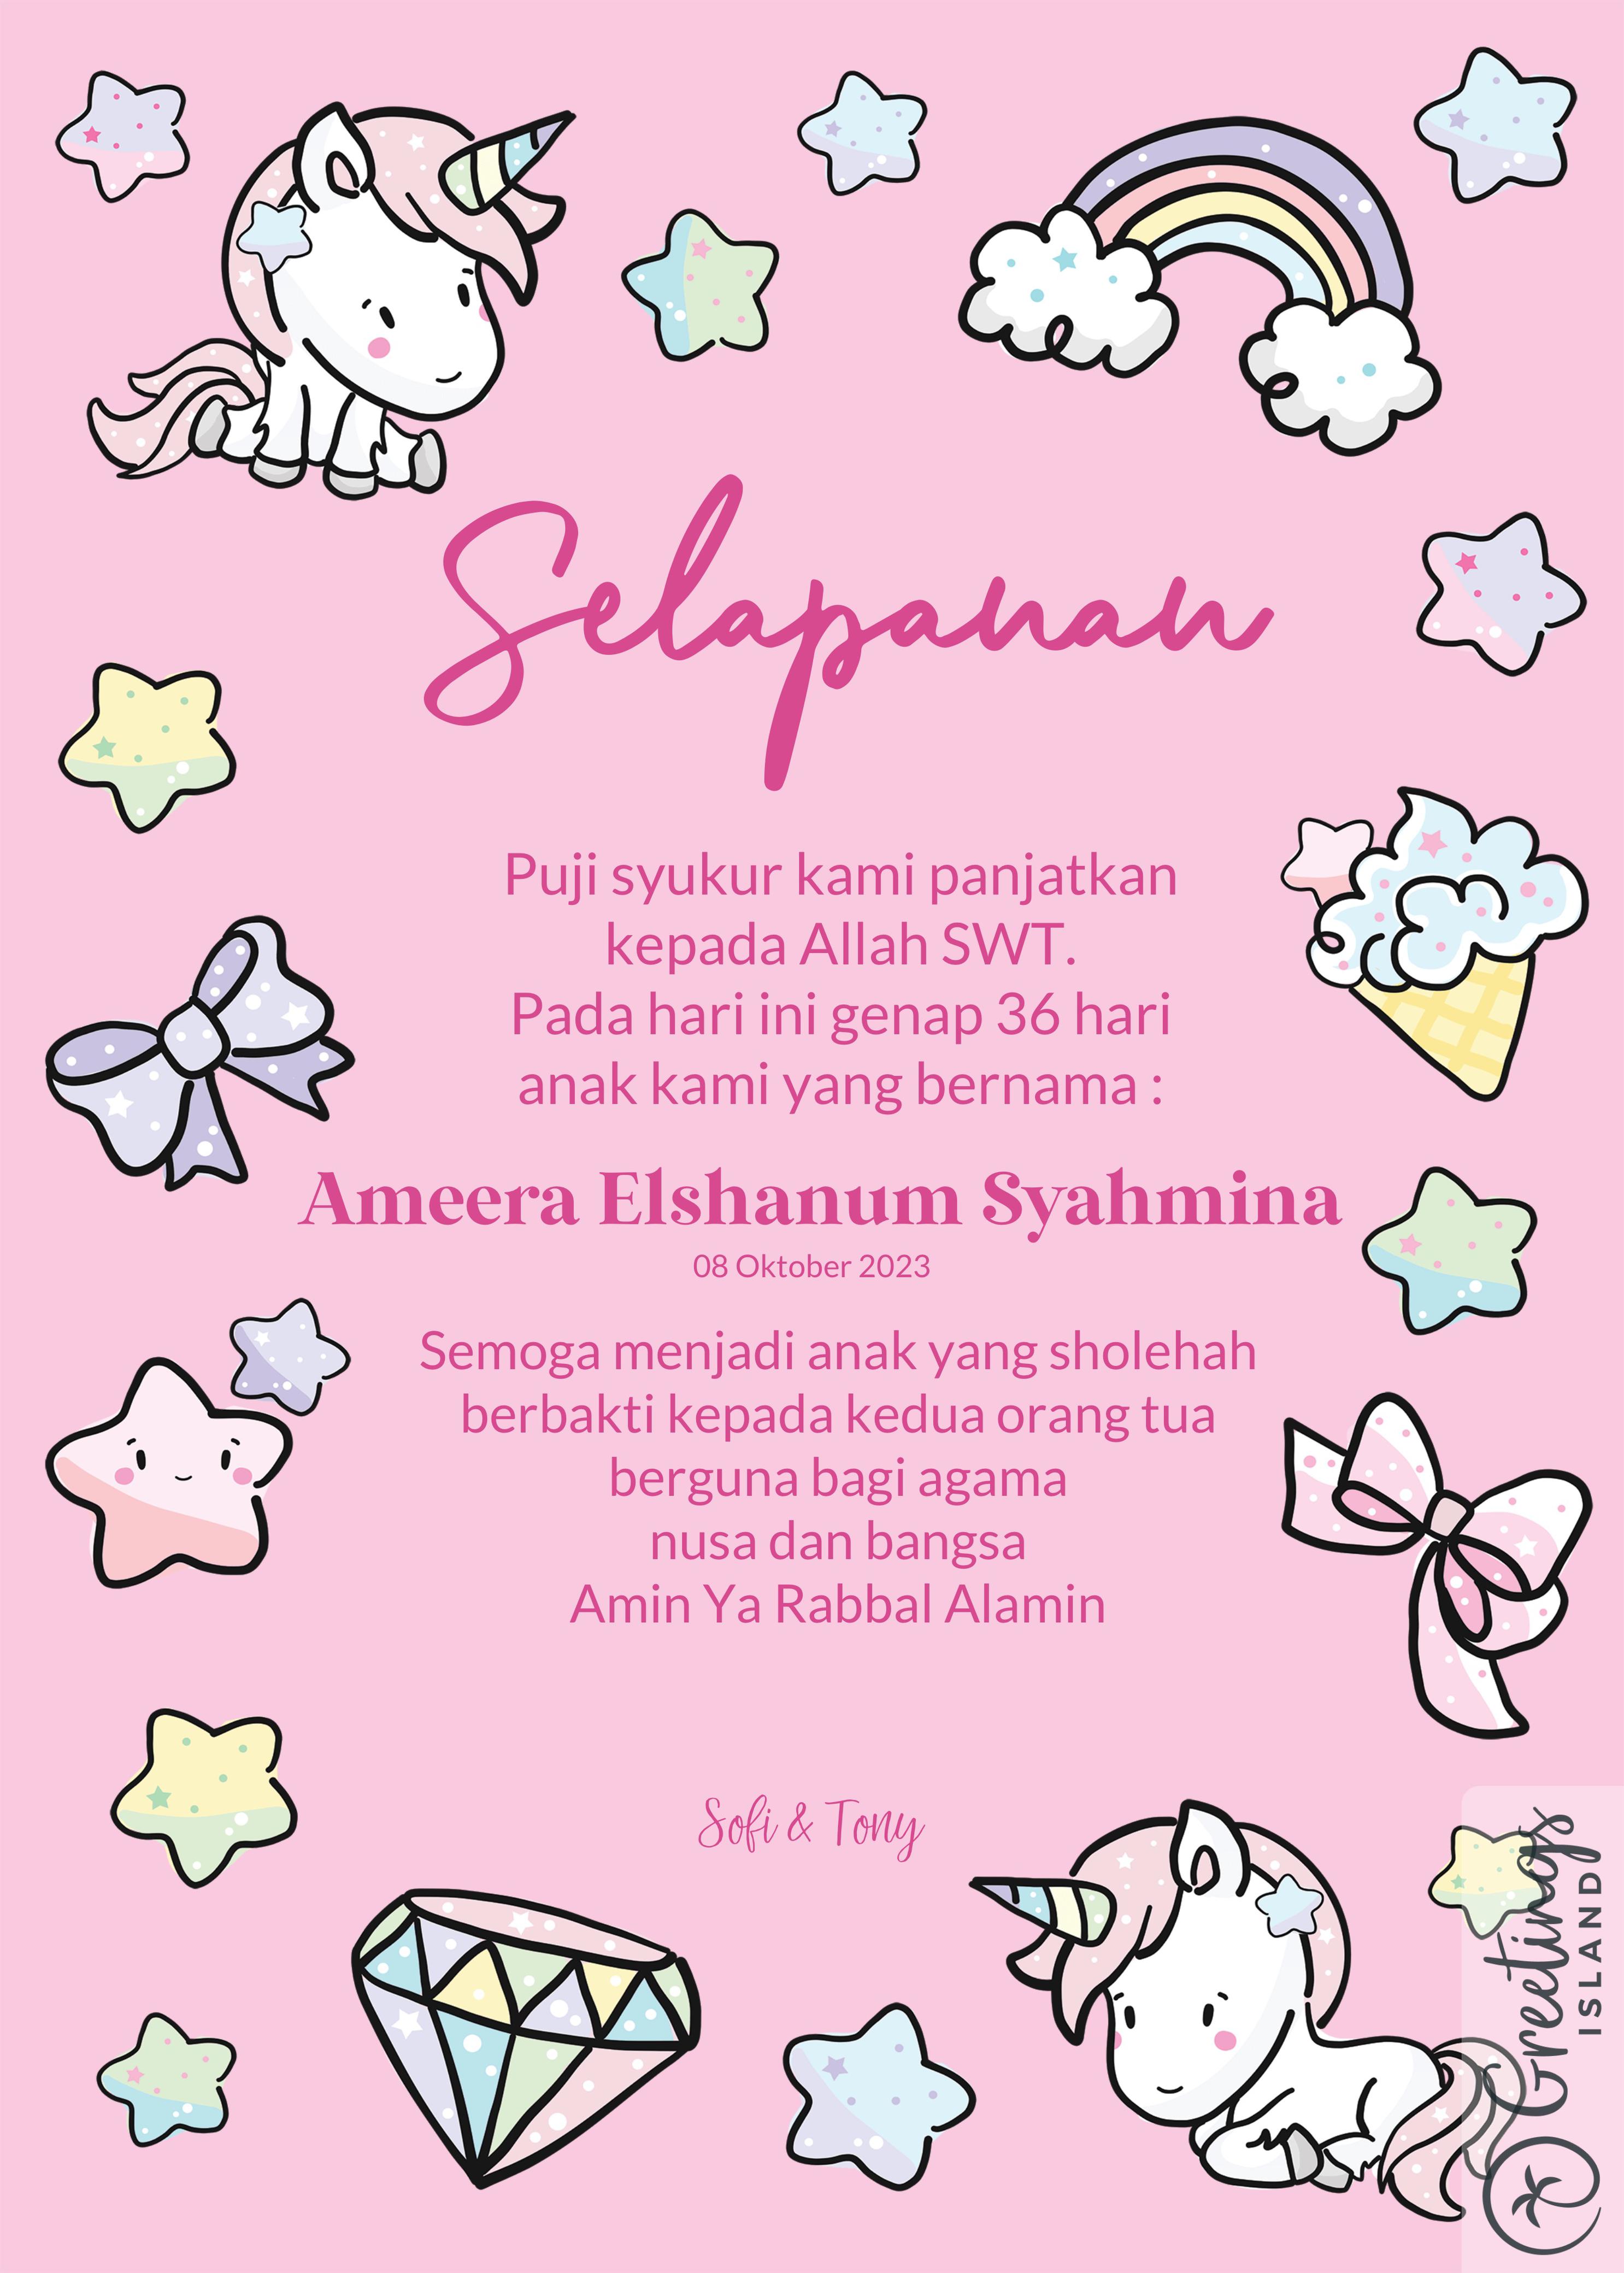 Selapanan
Puji syukur kami panjatkan
kepada Allah SWT.
Pada hari ini genap 36 hari
anak kami yang bernama :
Ameera Elshanum Syahmina
08 Oktober 2023
Semoga menjadi anak yang sholehah
berbakti kepada kedua orang tua
berguna bagi agama
nusa dan bangsa
Amin Ya Rabbal Alamin
Sofi & Tony
Greetings
ISLAND